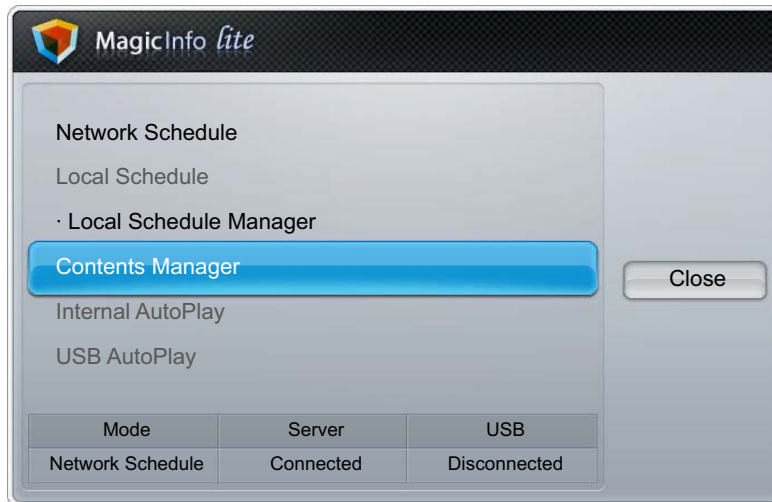 MagicInfo lite
Network Schedule
Local Schedule
· Local Schedule Manager
Contents Manager
Close
Internal AutoPlay
USB AutoPlay
Mode Server USB
Network Schedule Connected Disconnected